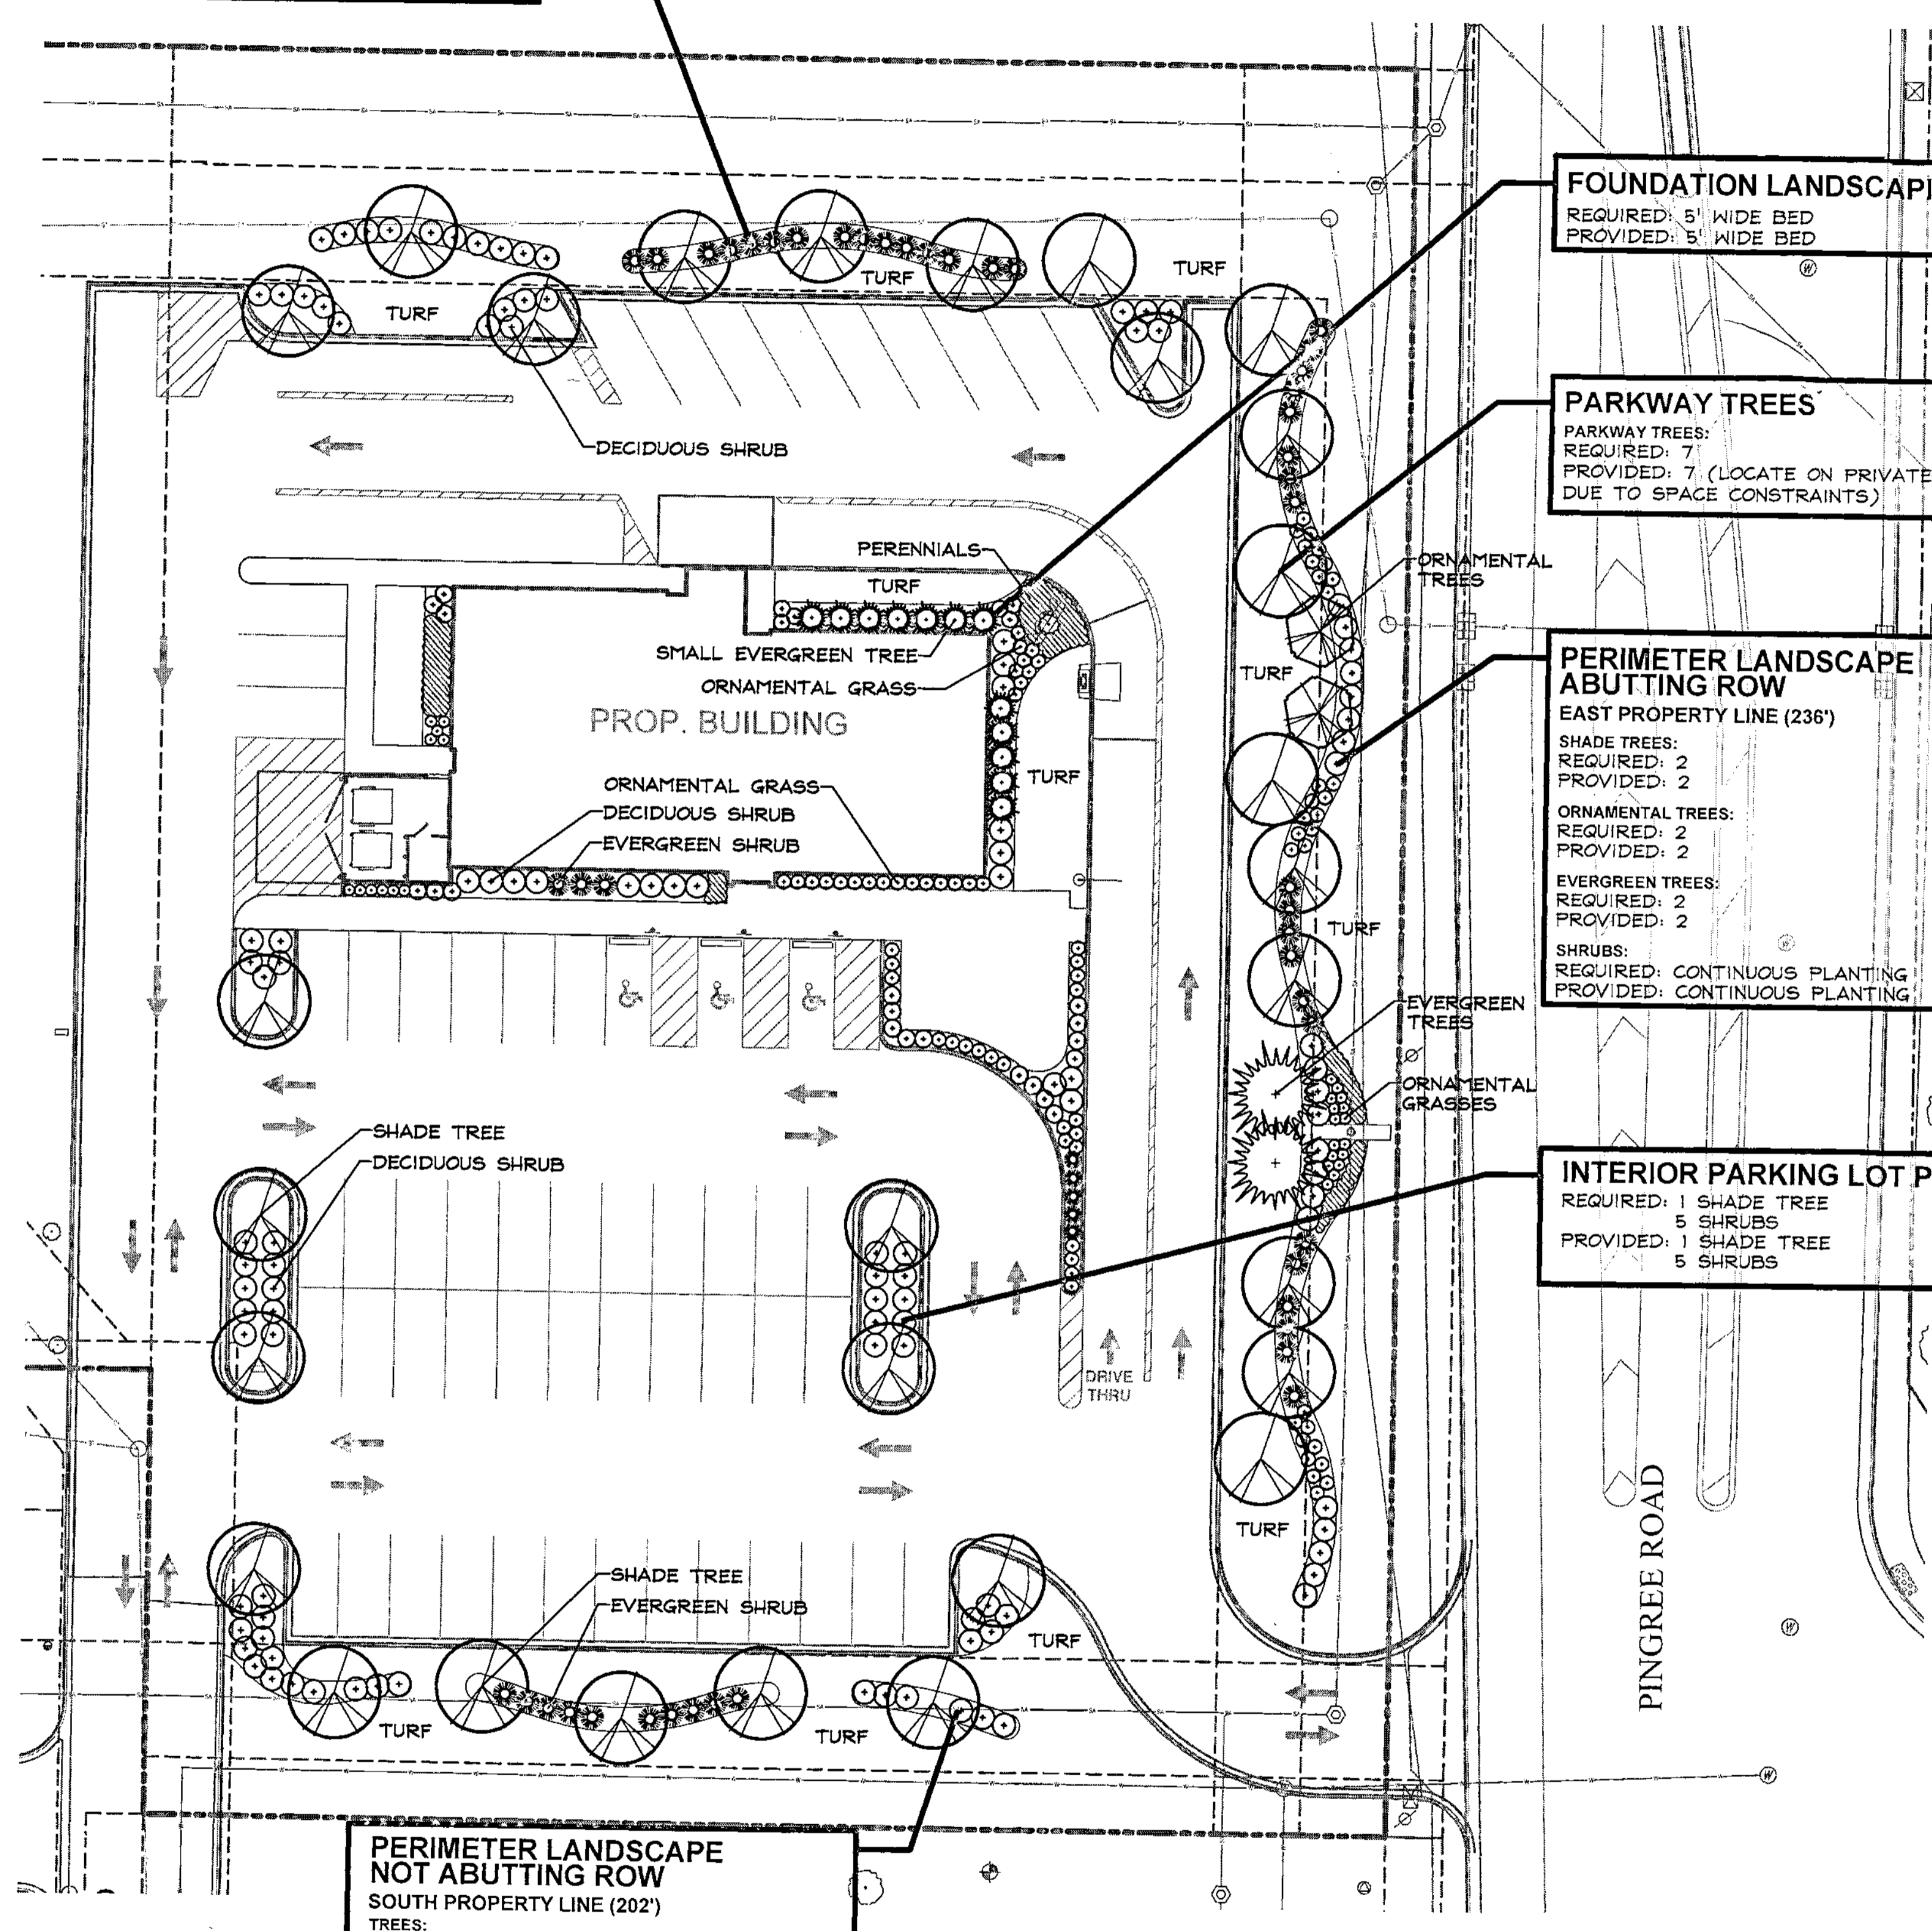 TURF
TURF
TURF
FOUNDATION LANDSCAP
REQUIRED: 5' WIDE BED
PROVIDED: 5' WIDE BED
DECIDUOUS SHRUB
PARKWAY TREES
PARKWAY TREES:
REQUIRED: 7
PROVIDED: 7 (LOCATE ON PRIVATE
DUE TO SPACE CONSTRAINTS)
PERENNIALS
TURF
ORNAMENTAL
TREES
SMALL EVERGREEN TREE
ORNAMENTAL GRASS
PROP. BUILDING
TURF
PERIMETER LANDSCAPE
ABUTTING ROW
EAST PROPERTY LINE (236')
SHADE TREES:
REQUIRED: 2
PROVIDED: 2
ORNAMENTAL TREES:
REQUIRED: 2
PROVIDED: 2
EVERGREEN TREES:
REQUIRED: 2
PROVIDED: 2
SHRUBS:
REQUIRED: CONTINUOUS PLANTING
PROVIDED: CONTINUOUS PLANTING
TURF
ORNAMENTAL GRASS
DECIDUOUS SHRUB
EVERGREEN SHRUB
TURF
EVERGREEN
TREES
ORNAMENTAL
GRASSES
SHADE TREE
DECIDUOUS SHRUB
INTERIOR PARKING LOT P
REQUIRED: 1 SHADE TREE
5 SHRUBS
PROVIDED: 1 SHADE TREE
5 SHRUBS
DRIVE
THRU
TURF
PINGREE ROAD
SHADE TREE
EVERGREEN SHRUB
TURF
TURF
TURF
PERIMETER LANDSCAPE
NOT ABUTTING ROW
SOUTH PROPERTY LINE (202')
TREES: